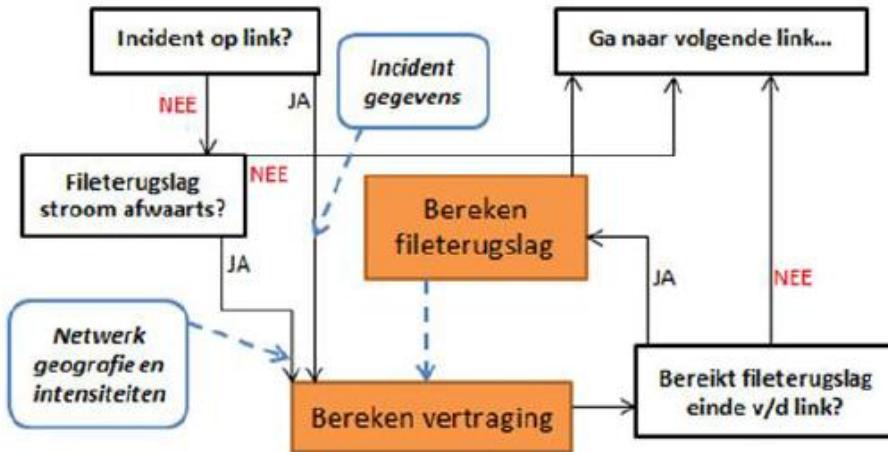 Incident op link?
Ga naar volgende link...
NEE
JA
Incident
gegevens
Fileterugslag
stroom afwaarts?
NEE
Bereken
fileterugslag
JA
JA
NEE
Netwerk
geografie en
intensiteiten
Bereken vertraging
Bereikt fileterugslag
einde v/d link?